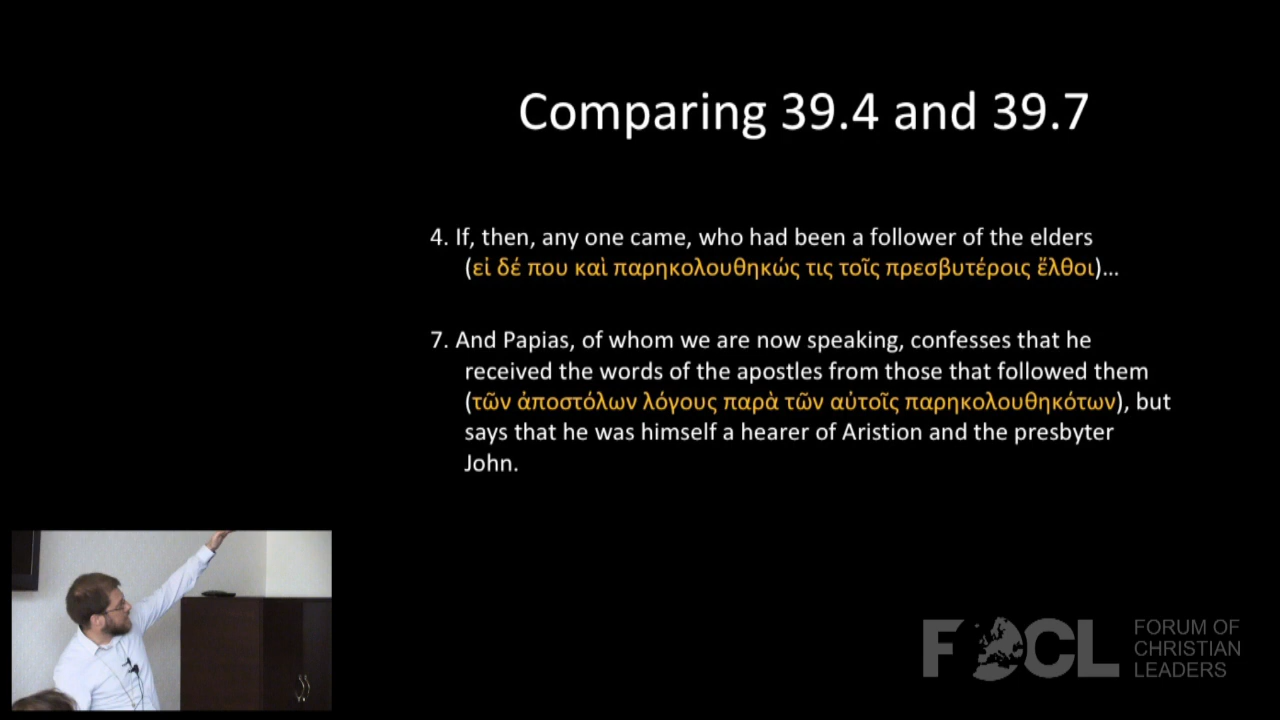 Comparing 39.4 and 39.7
4. If, then, any one came, who had been a follower of the elders
(εἰ δέ που καὶ παρηκολουθηκώς τις τοῖς πρεσβυτέροις ἔλθοι)...
7. And Papias, of whom we are now speaking, confesses that he
received the words of the apostles from those that followed them
(τῶν ἀποστόλων λόγους παρὰ τῶν αὐτοῖς παρηκολουθηκότων), but
says that he was himself a hearer of Aristion and the presbyter
John.
FOCL
FORUM OF
CHRISTIAN
LEADERS